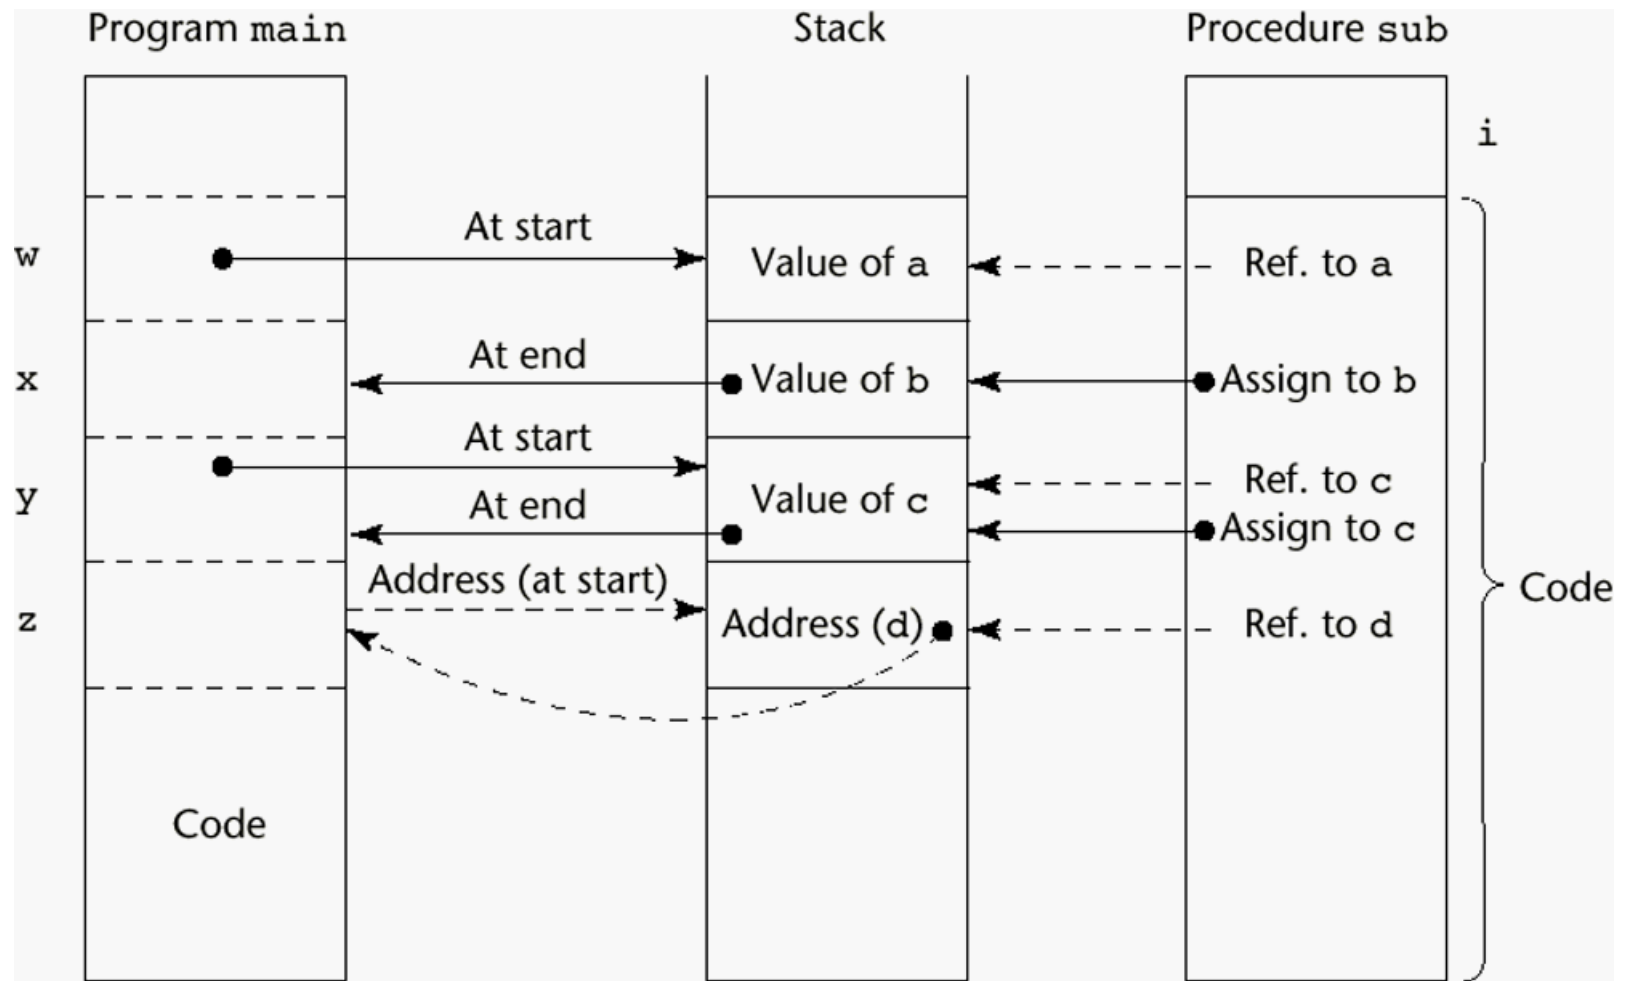 Program main
Stack
Procedure sub
i
w
At start
Value of a
Ref. to a
x
At end
Value of b
Assign to b
At start
y
At end
Value of c
Ref. to c
Assign to c
Address (at start)
z
Address (d)
Ref. to d
Code
Code